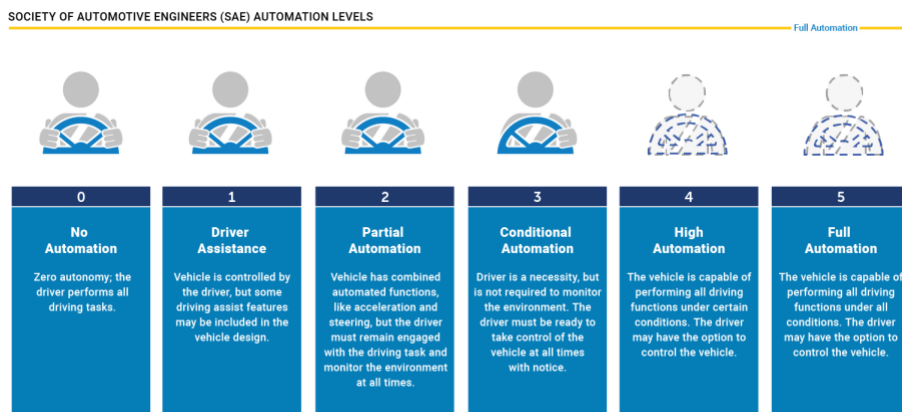 SOCIETY OF AUTOMOTIVE ENGINEERS (SAE) AUTOMATION LEVELS
Full Automation
0
No
Automation
Zero autonomy; the
driver performs all
driving tasks.
1
Driver
Assistance
Vehicle is controlled by
the driver, but some
driving assist features
may be included in the
vehicle design.
2
Partial
Automation
Vehicle has combined
automated functions,
like acceleration and
steering, but the driver
must remain engaged
with the driving task and
monitor the environment
at all times.
3
Conditional
Automation
Driver is a necessity, but
is not required to monitor
the environment. The
driver must be ready to
take control of the
vehicle at all times
with notice.
4
High
Automation
The vehicle is capable of
performing all driving
functions under certain
conditions. The driver
may have the option to
control the vehicle.
5
Full
Automation
The vehicle is capable of
performing all driving
functions under all
conditions. The driver
may have the option to
control the vehicle.